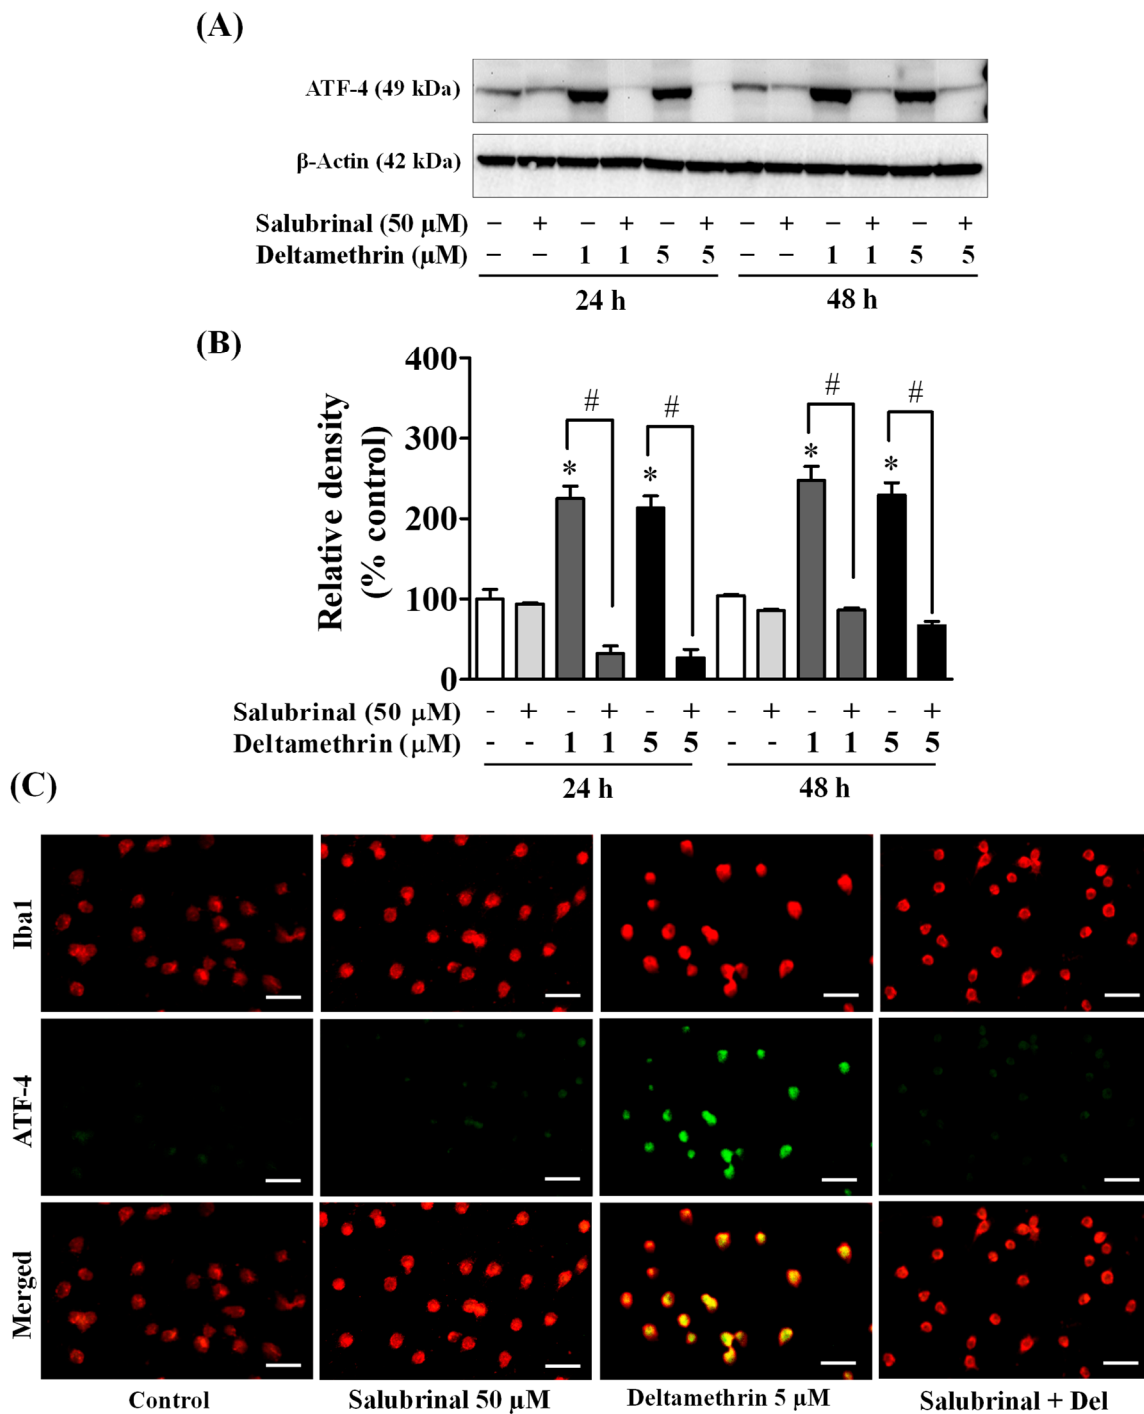 (A)
ATF-4 (49 kDa)
β-Actin (42 kDa)
Salubrinal (50 µM) − + − + − + − + − + − +
Deltamethrin (µM) − − 1 1 5 5 − − 1 1 5 5
24 h 48 h
(B)
Relative density
(% control)
400
300
200
100
0
# # # #
* * * *
Salubrinal (50 µM) - + - + - + - + - + - +
Deltamethrin (µM) - - 1 1 5 5 - - 1 1 5 5
24 h 48 h
(C)
Iba1
ATF-4
Merged
Control Salubrinal 50 µM Deltamethrin 5 µM Salubrinal + Del